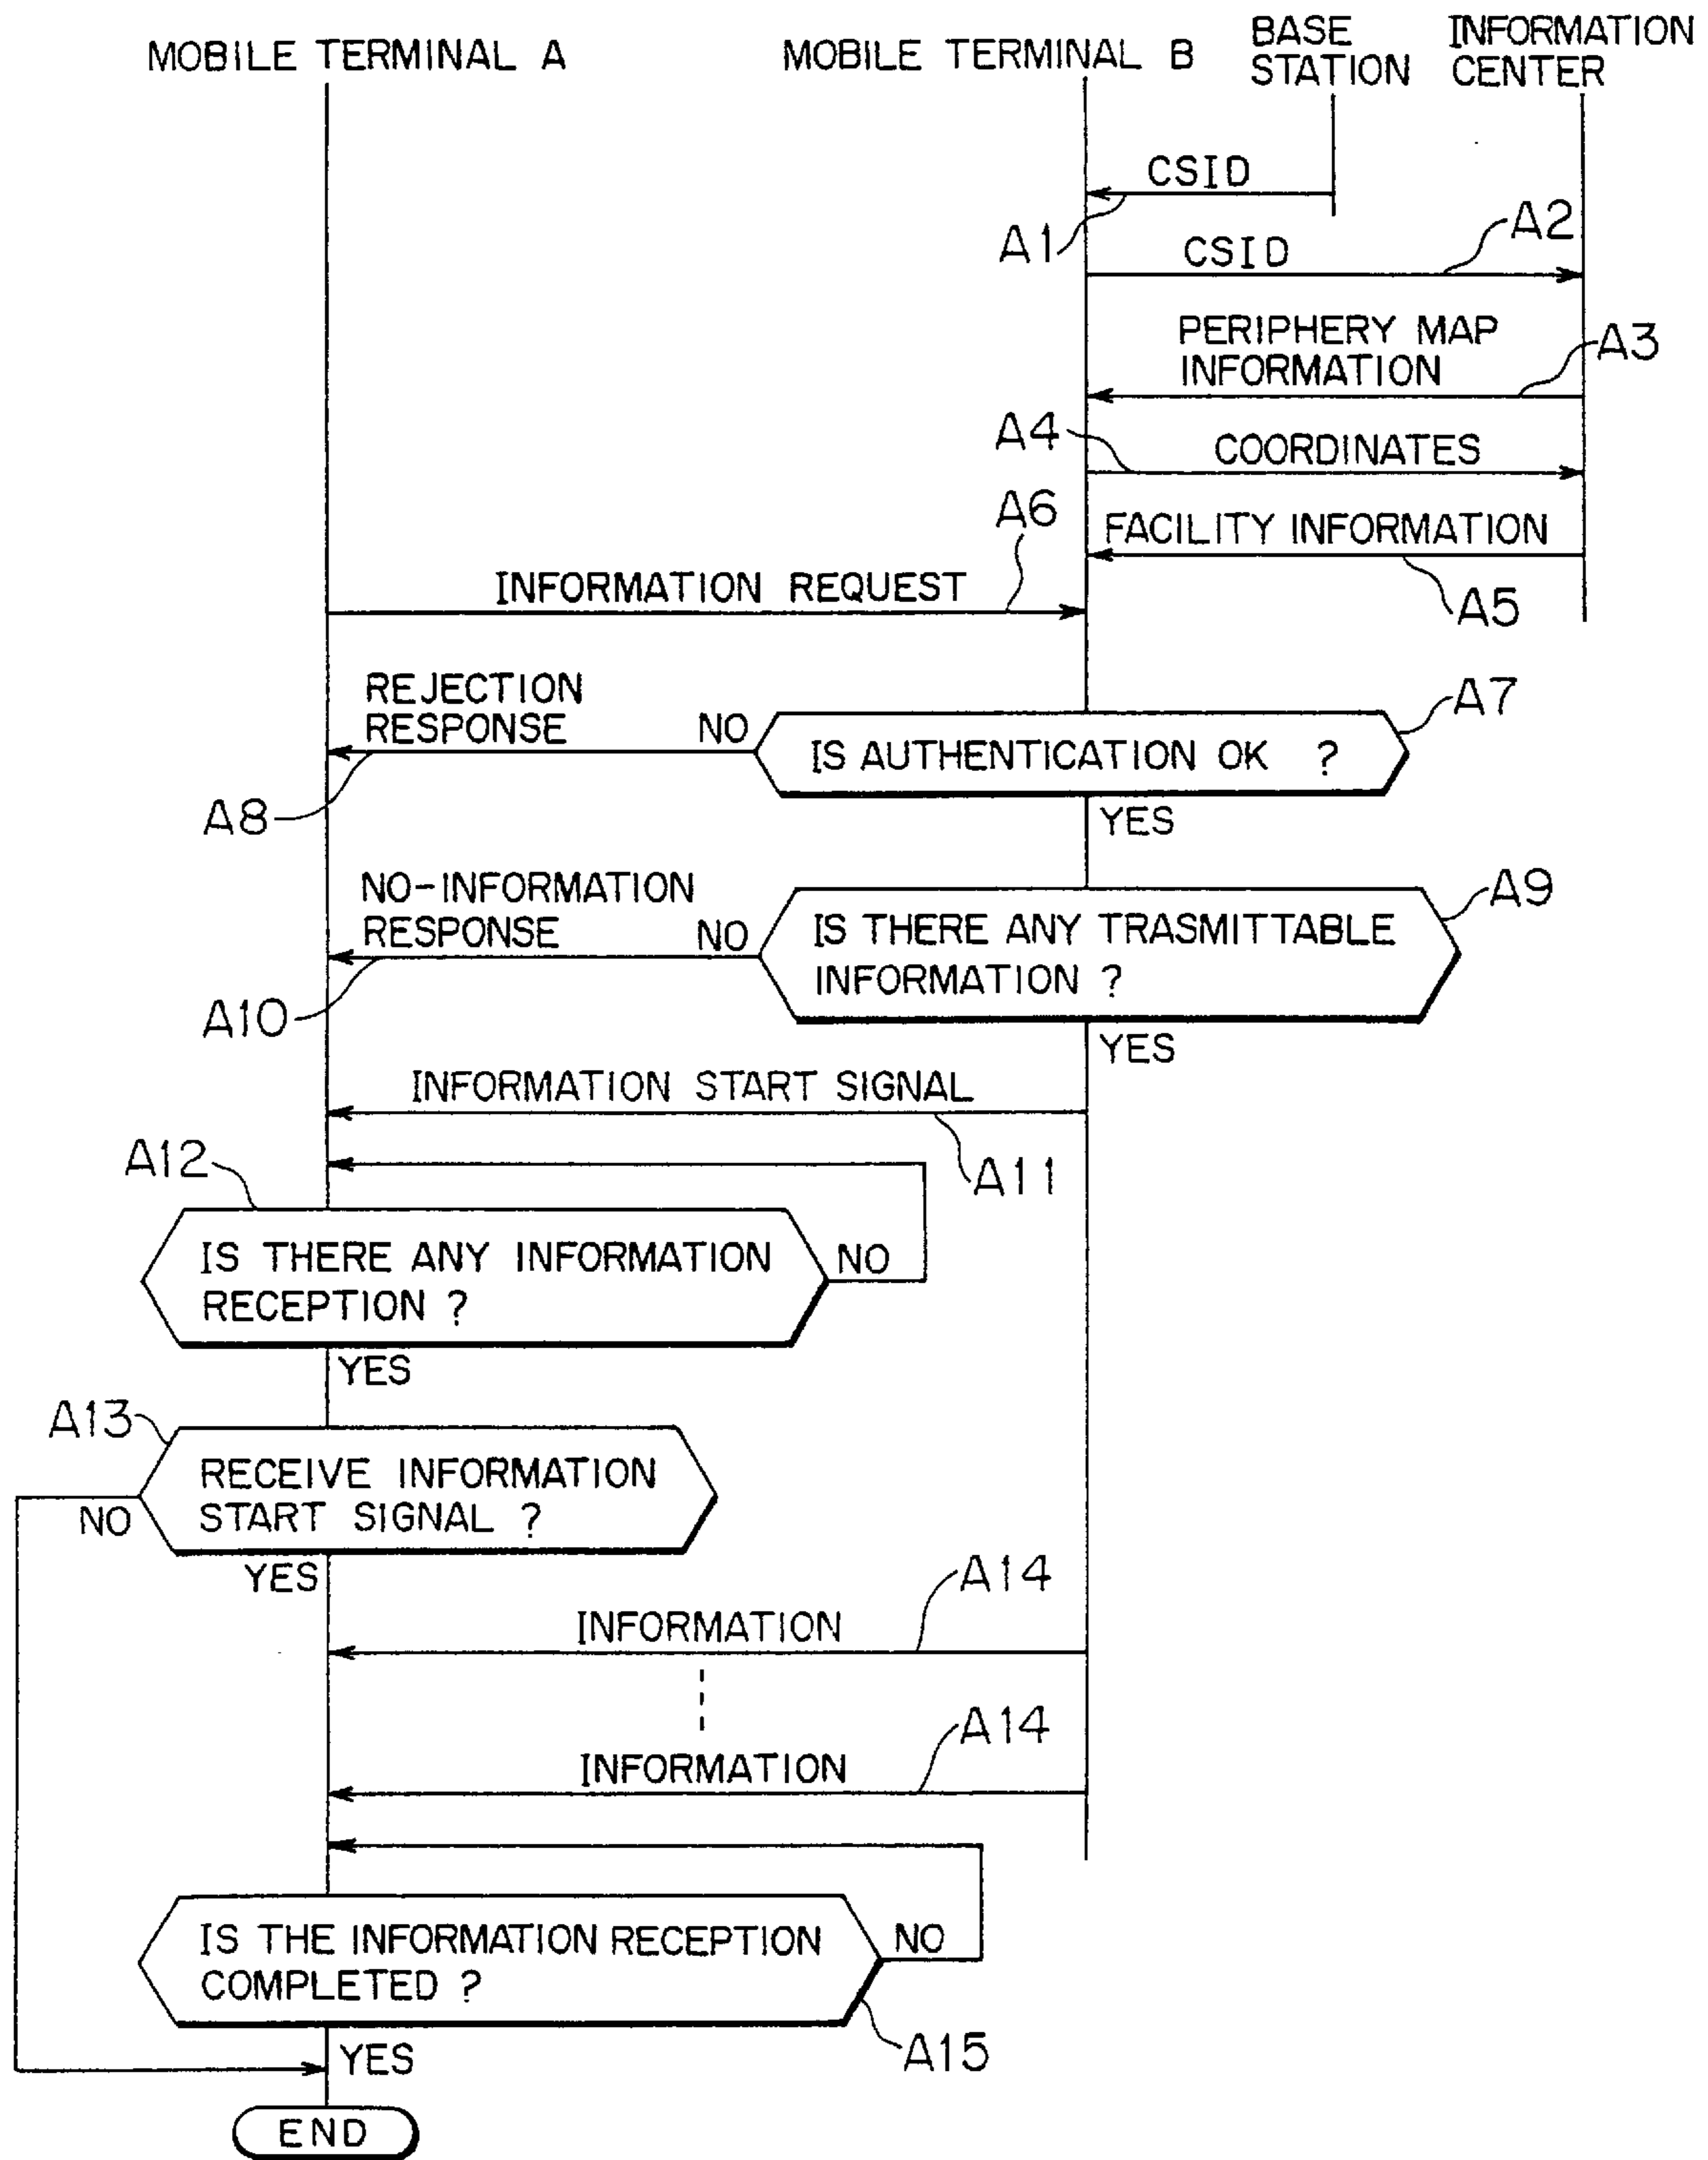 MOBILE TERMINAL A
MOBILE TERMINAL B
BASE
STATION
INFORMATION
CENTER
CSID
A1
A2
CSID
PERIPHERY MAP
INFORMATION
A3
A4
COORDINATES
A6
FACILITY INFORMATION
INFORMATION REQUEST
A5
REJECTION
RESPONSE
NO
A7
IS AUTHENTICATION OK ?
A8
YES
NO-INFORMATION
RESPONSE
NO
A9
IS THERE ANY TRASMITTABLE
INFORMATION ?
A10
YES
INFORMATION START SIGNAL
A11
A12
IS THERE ANY INFORMATION
RECEPTION ?
NO
YES
A13
RECEIVE INFORMATION
START SIGNAL ?
NO
YES
A14
INFORMATION
A14
INFORMATION
IS THE INFORMATION RECEPTION
COMPLETED ?
NO
A15
YES
END